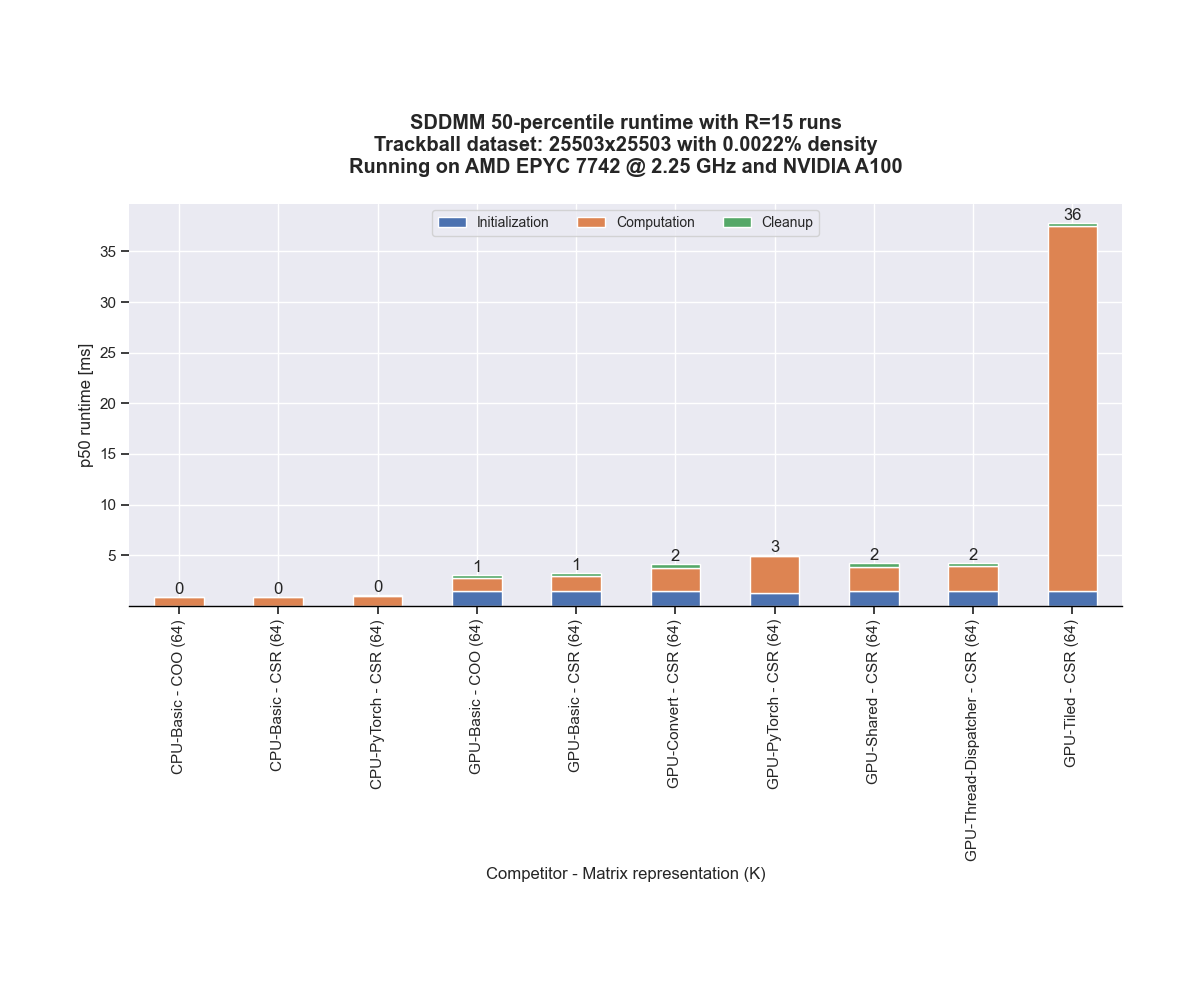 SDDMM 50-percentile runtime with R=15 runs
Trackball dataset: 25503x25503 with 0.0022% density
Running on AMD EPYC 7742 @ 2.25 GHz and NVIDIA A100
Initialization
Computation
Cleanup
p50 runtime [ms]
35
30
25
20
15
10
5
0
0
0
1
1
2
3
2
2
36
CPU-Basic - COO (64)
CPU-Basic - CSR (64)
CPU-PyTorch - CSR (64)
GPU-Basic - COO (64)
GPU-Basic - CSR (64)
GPU-Convert - CSR (64)
GPU-PyTorch - CSR (64)
GPU-Shared - CSR (64)
GPU-Thread-Dispatcher - CSR (64)
GPU-Tiled - CSR (64)
Competitor - Matrix representation (K)